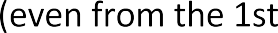 (even from the 1st